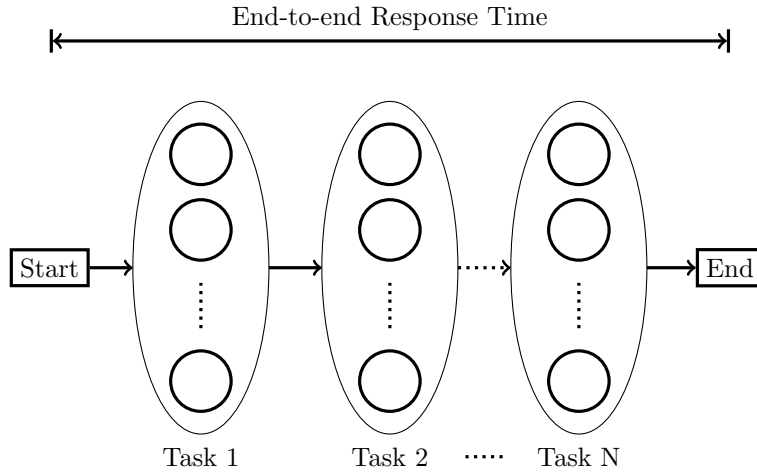 End-to-end Response Time
Start
End
Task 1
Task 2
Task N